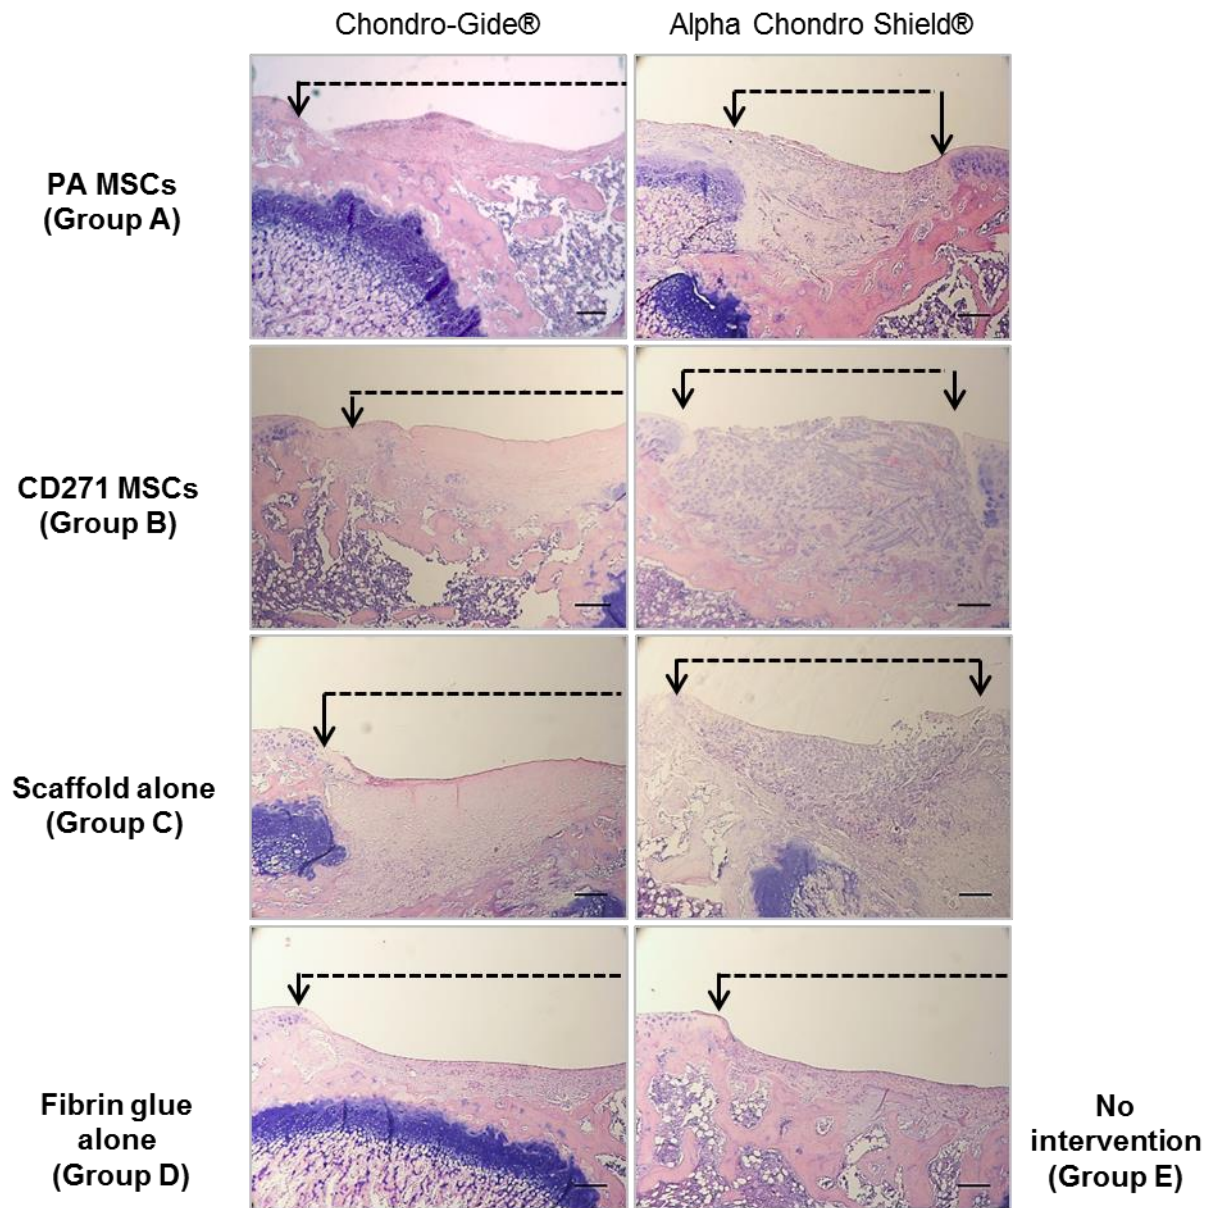 Chondro-Gide® Alpha Chondro Shield®
PA MSCs
(Group A)
CD271 MSCs
(Group B)
Scaffold alone
(Group C)
Fibrin glue
alone
(Group D)
No
intervention
(Group E)